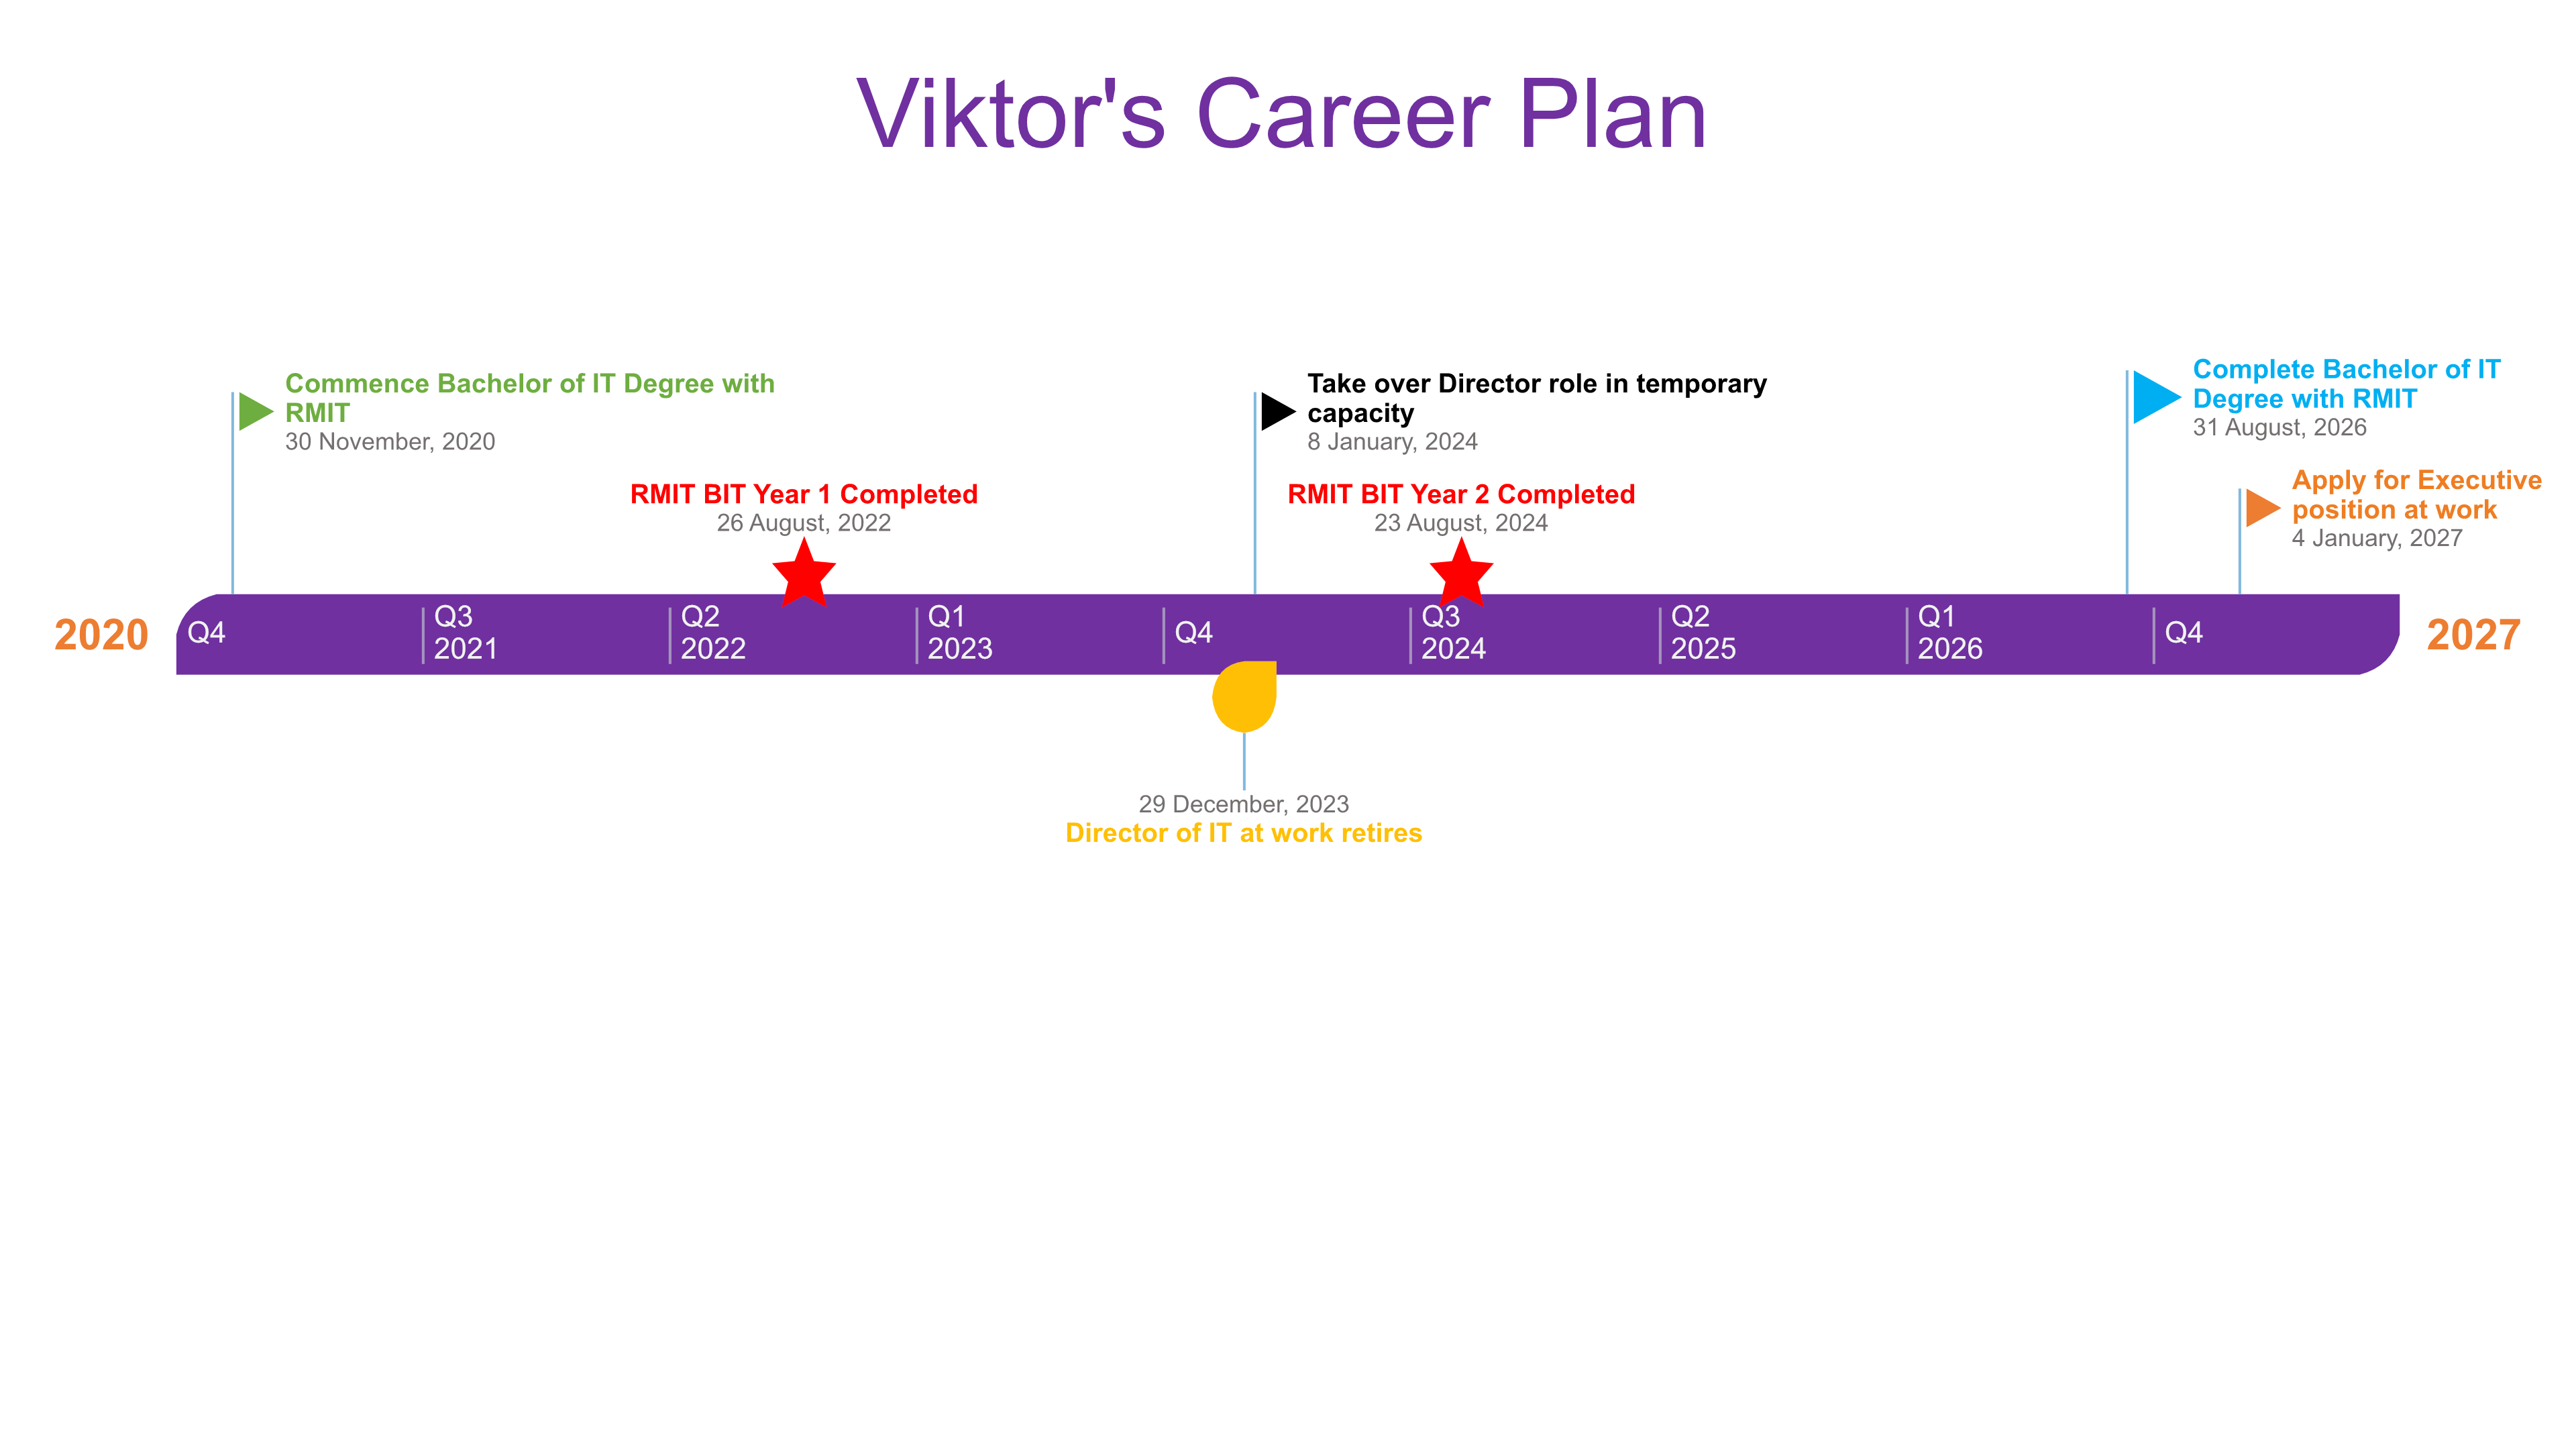 Viktor's Career Plan
Commence Bachelor of IT Degree with
RMIT
30 November, 2020
RMIT BIT Year 1 Completed
26 August, 2022
Take over Director role in temporary
capacity
8 January, 2024
RMIT BIT Year 2 Completed
23 August, 2024
Complete Bachelor of IT
Degree with RMIT
31 August, 2026
Apply for Executive
position at work
4 January, 2027
2020
Q4
Q3
2021
Q2
2022
Q1
2023
Q4
Q3
2024
Q2
2025
Q1
2026
Q4
2027
29 December, 2023
Director of IT at work retires